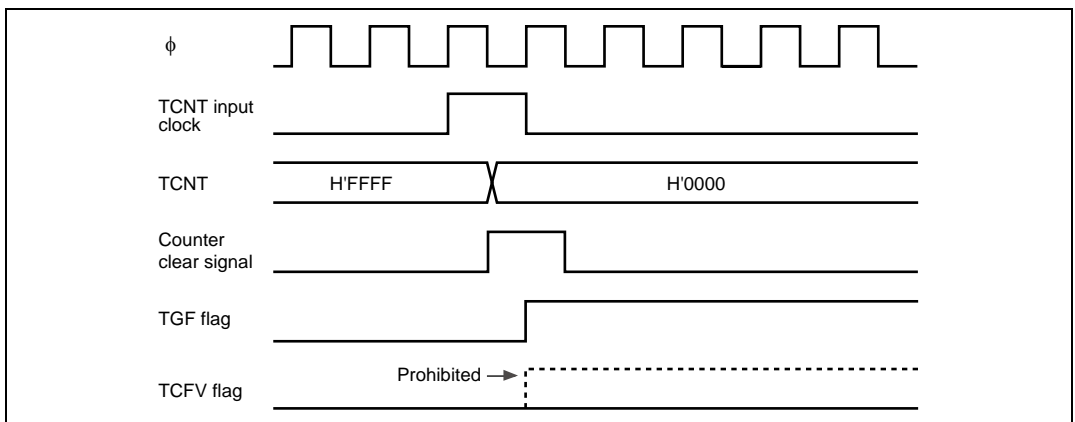 ϕ
TCNT input
clock
TCNT
H'FFFF
H'0000
Counter
clear signal
TGF flag
Prohibited
TCFV flag